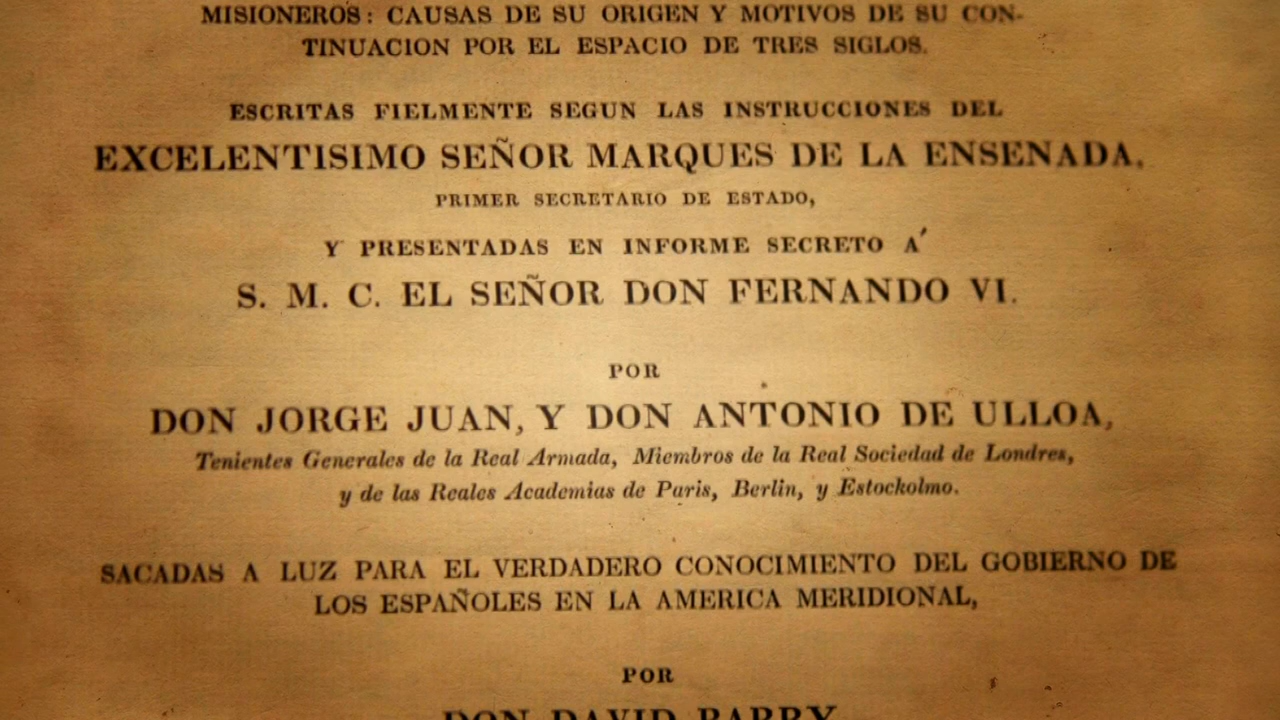 MISIONEROS: CAUSAS DE SU ORIGEN Y MOTIVOS DE SU CON-
TINUACION POR EL ESPACIO DE TRES SIGLOS.
ESCRITAS FIELMENTE SEGUN LAS INSTRUCCIONES DEL
EXCELENTISIMO SEÑOR MARQUES DE LA ENSENADA,
PRIMER SECRETARIO DE ESTADO,
Y PRESENTADAS EN INFORME SECRETO A´
S. M. C. EL SEÑOR DON FERNANDO VI.
POR
DON JORGE JUAN, Y DON ANTONIO DE ULLOA,
Tenientes Generales de la Real Armada, Miembros de la Real Sociedad de Londres,
y de las Reales Academias de Paris, Berlin, y Estockolmo.
SACADAS A LUZ PARA EL VERDADERO CONOCIMIENTO DEL GOBIERNO DE
LOS ESPAÑOLES EN LA AMERICA MERIDIONAL,
POR
DON DAVID BARRY